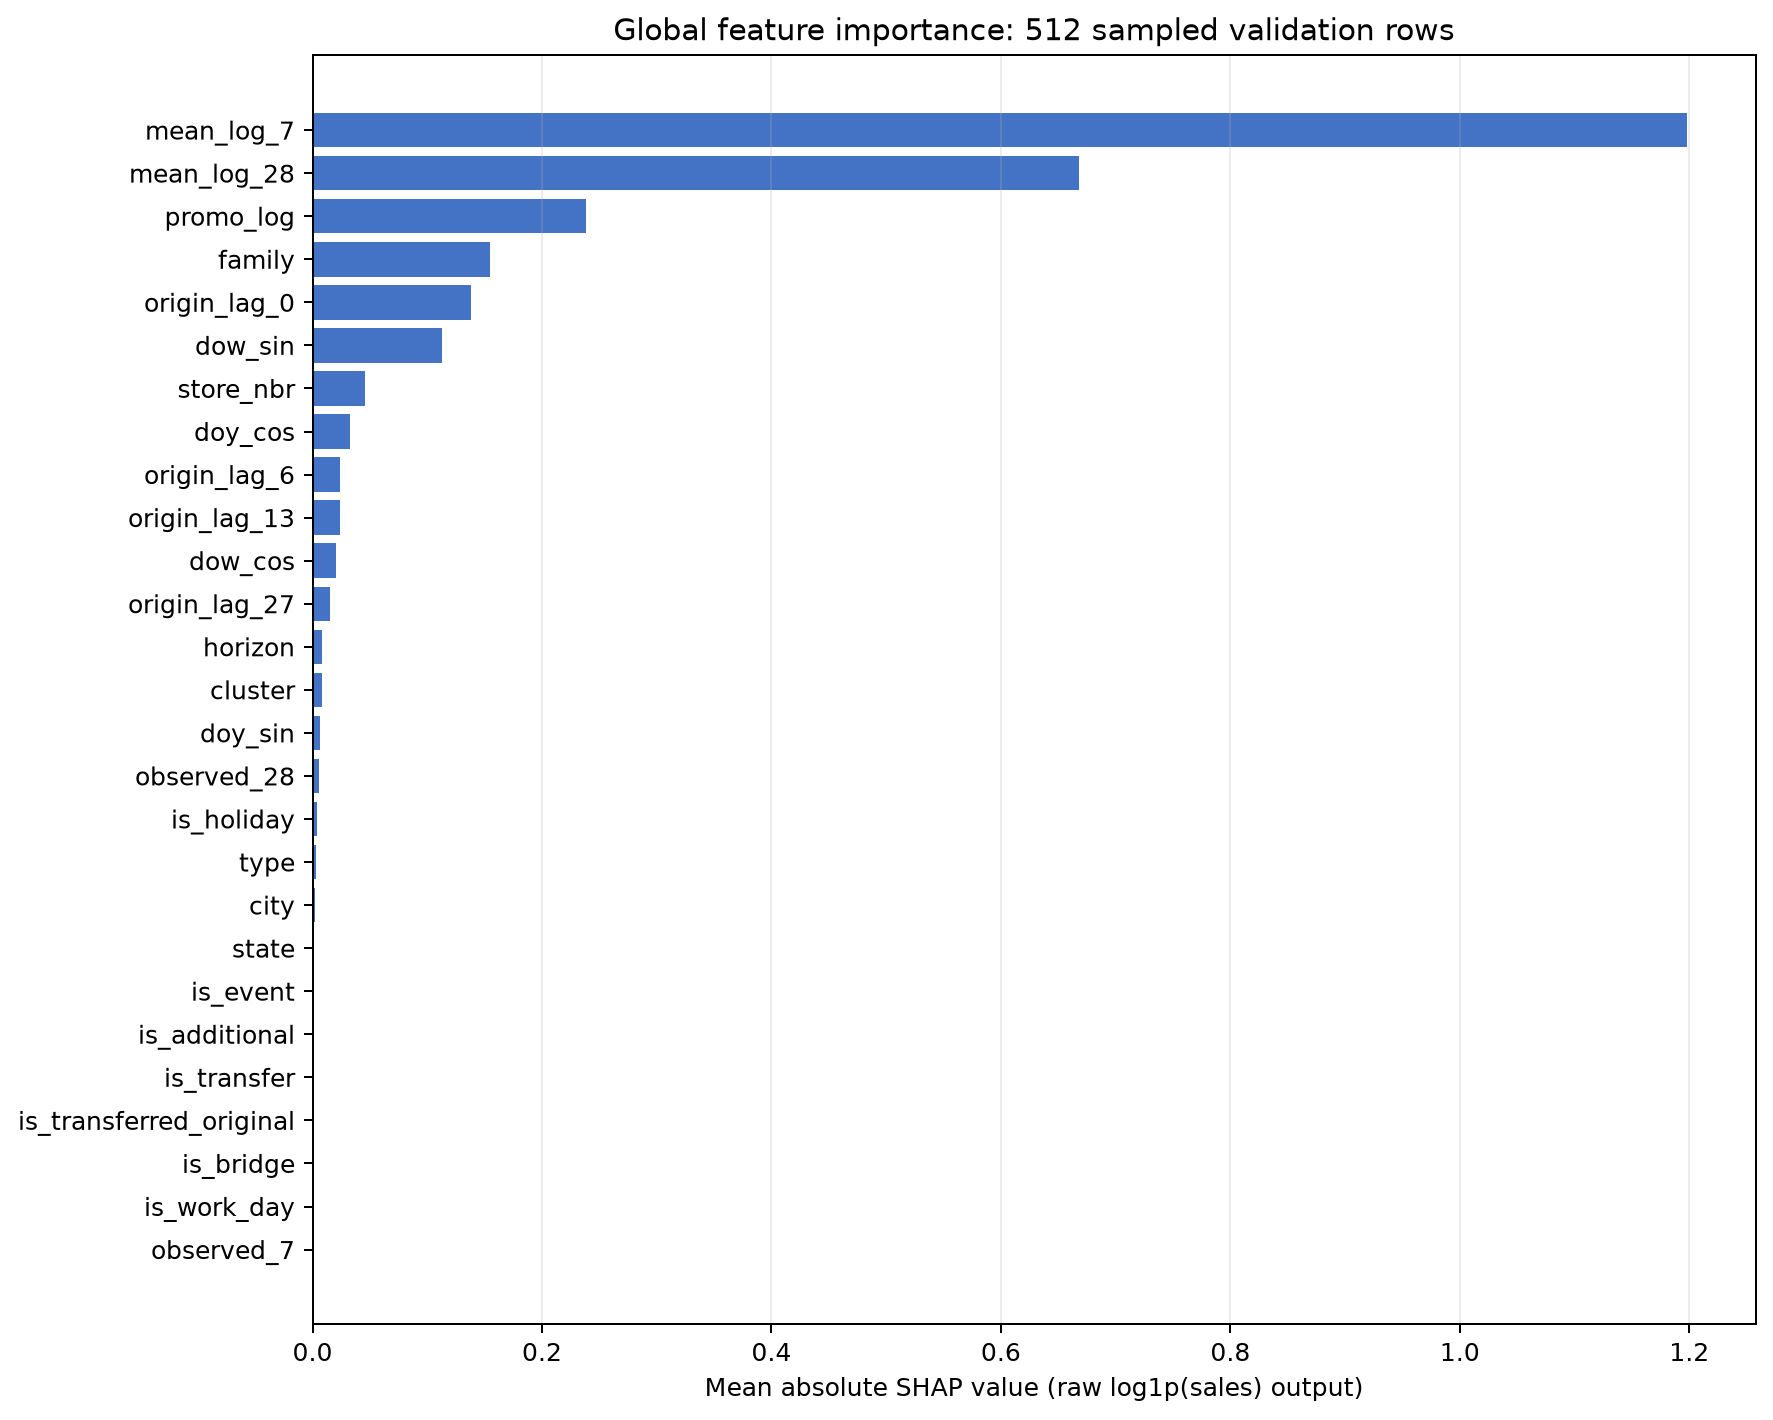 Global feature importance: 512 sampled validation rows
mean_log_7
mean_log_28
promo_log
family
origin_lag_0
dow_sin
store_nbr
doy_cos
origin_lag_6
origin_lag_13
dow_cos
origin_lag_27
horizon
cluster
doy_sin
observed_28
is_holiday
type
city
state
is_event
is_additional
is_transfer
is_transferred_original
is_bridge
is_work_day
observed_7
0.0 0.2 0.4 0.6 0.8 1.0 1.2
Mean absolute SHAP value (raw log1p(sales) output)